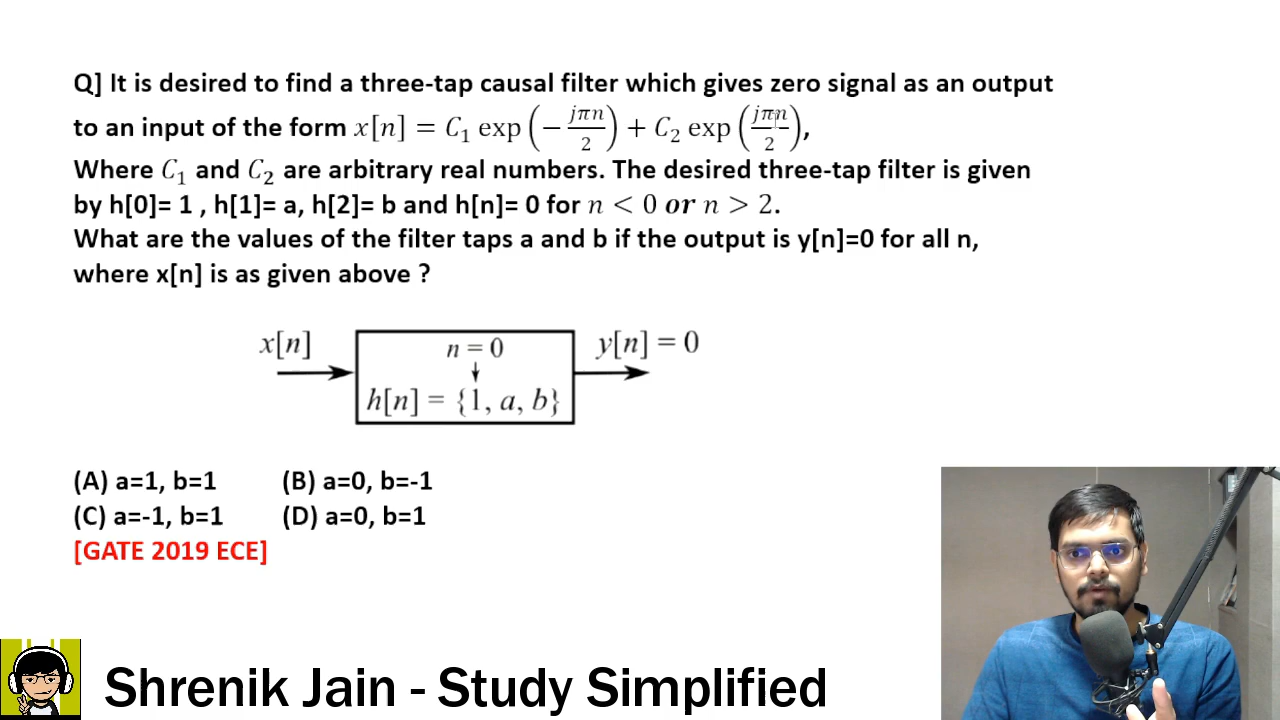 Q] It is desired to find a three-tap causal filter which gives zero signal as an output
to an input of the form x[n] = C₁ exp(−jπn/2) + C₂ exp(jπn/2),
Where C₁ and C₂ are arbitrary real numbers. The desired three-tap filter is given
by h[0]= 1 , h[1]= a, h[2]= b and h[n]= 0 for n < 0 or n > 2.
What are the values of the filter taps a and b if the output is y[n]=0 for all n,
where x[n] is as given above ?
x[n]
n = 0
y[n] = 0
↓
h[n] = {1, a, b}
(A) a=1, b=1 (B) a=0, b=-1
(C) a=-1, b=1 (D) a=0, b=1
[GATE 2019 ECE]
Shrenik Jain - Study Simplified